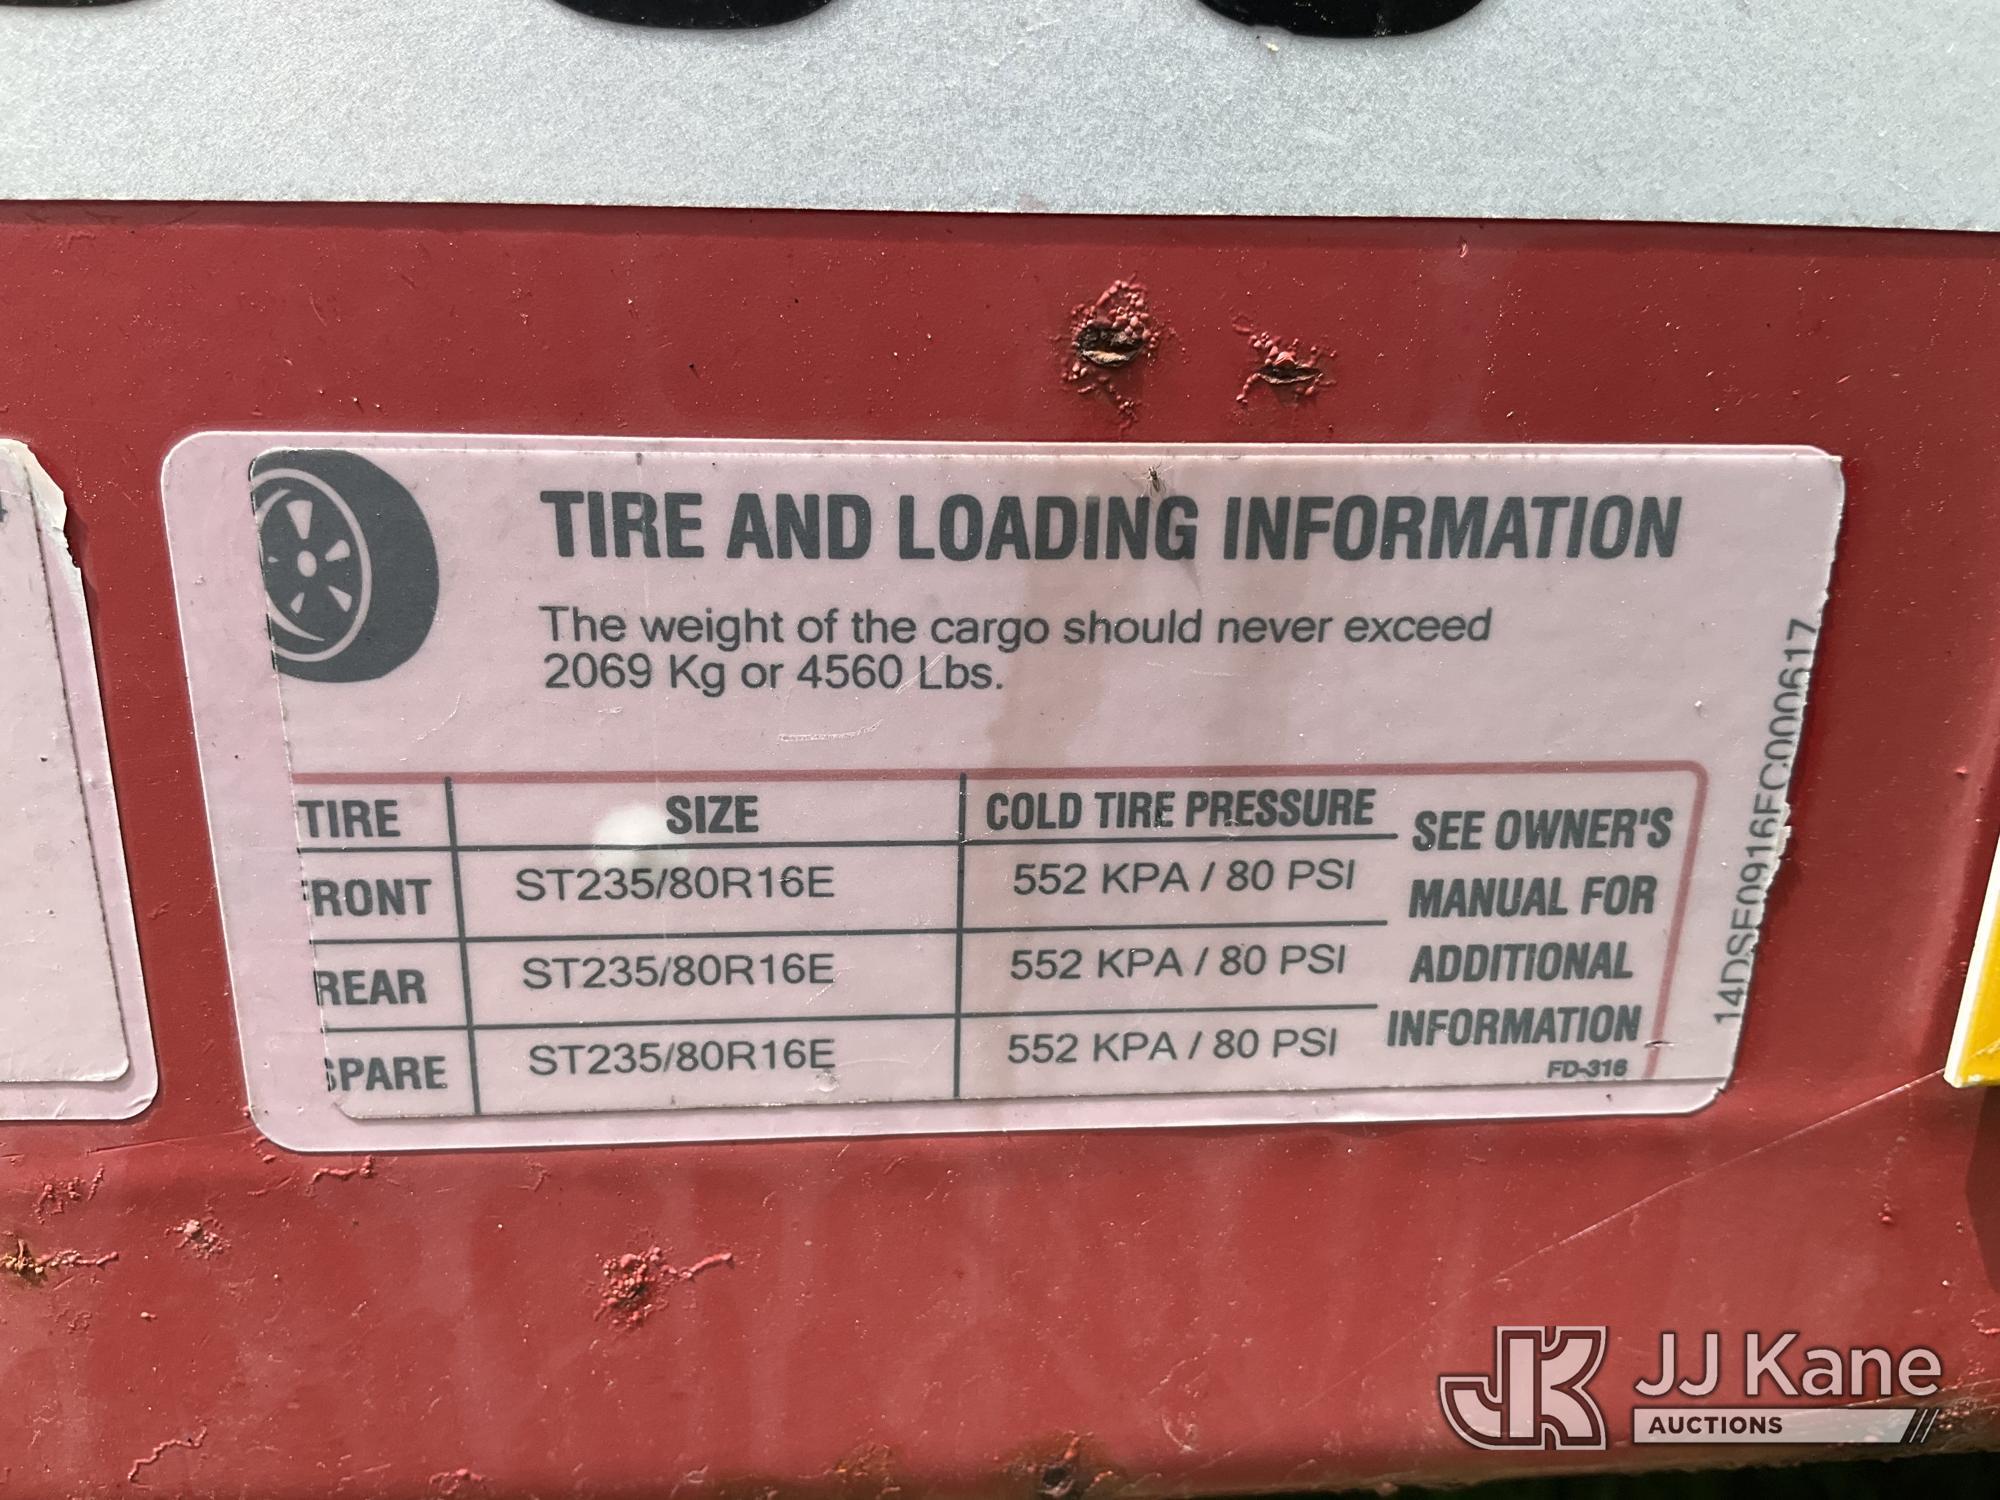 TIRE AND LOADING INFORMATION
The weight of the cargo should never exceed
2069 Kg or 4560 Lbs.
TIRE SIZE COLD TIRE PRESSURE
FRONT ST235/80R16E 552 KPA / 80 PSI
REAR ST235/80R16E 552 KPA / 80 PSI
SPARE ST235/80R16E 552 KPA / 80 PSI
SEE OWNER'S
MANUAL FOR
ADDITIONAL
INFORMATION
FD-316
14DSE0916FC000617
JJ Kane
AUCTIONS